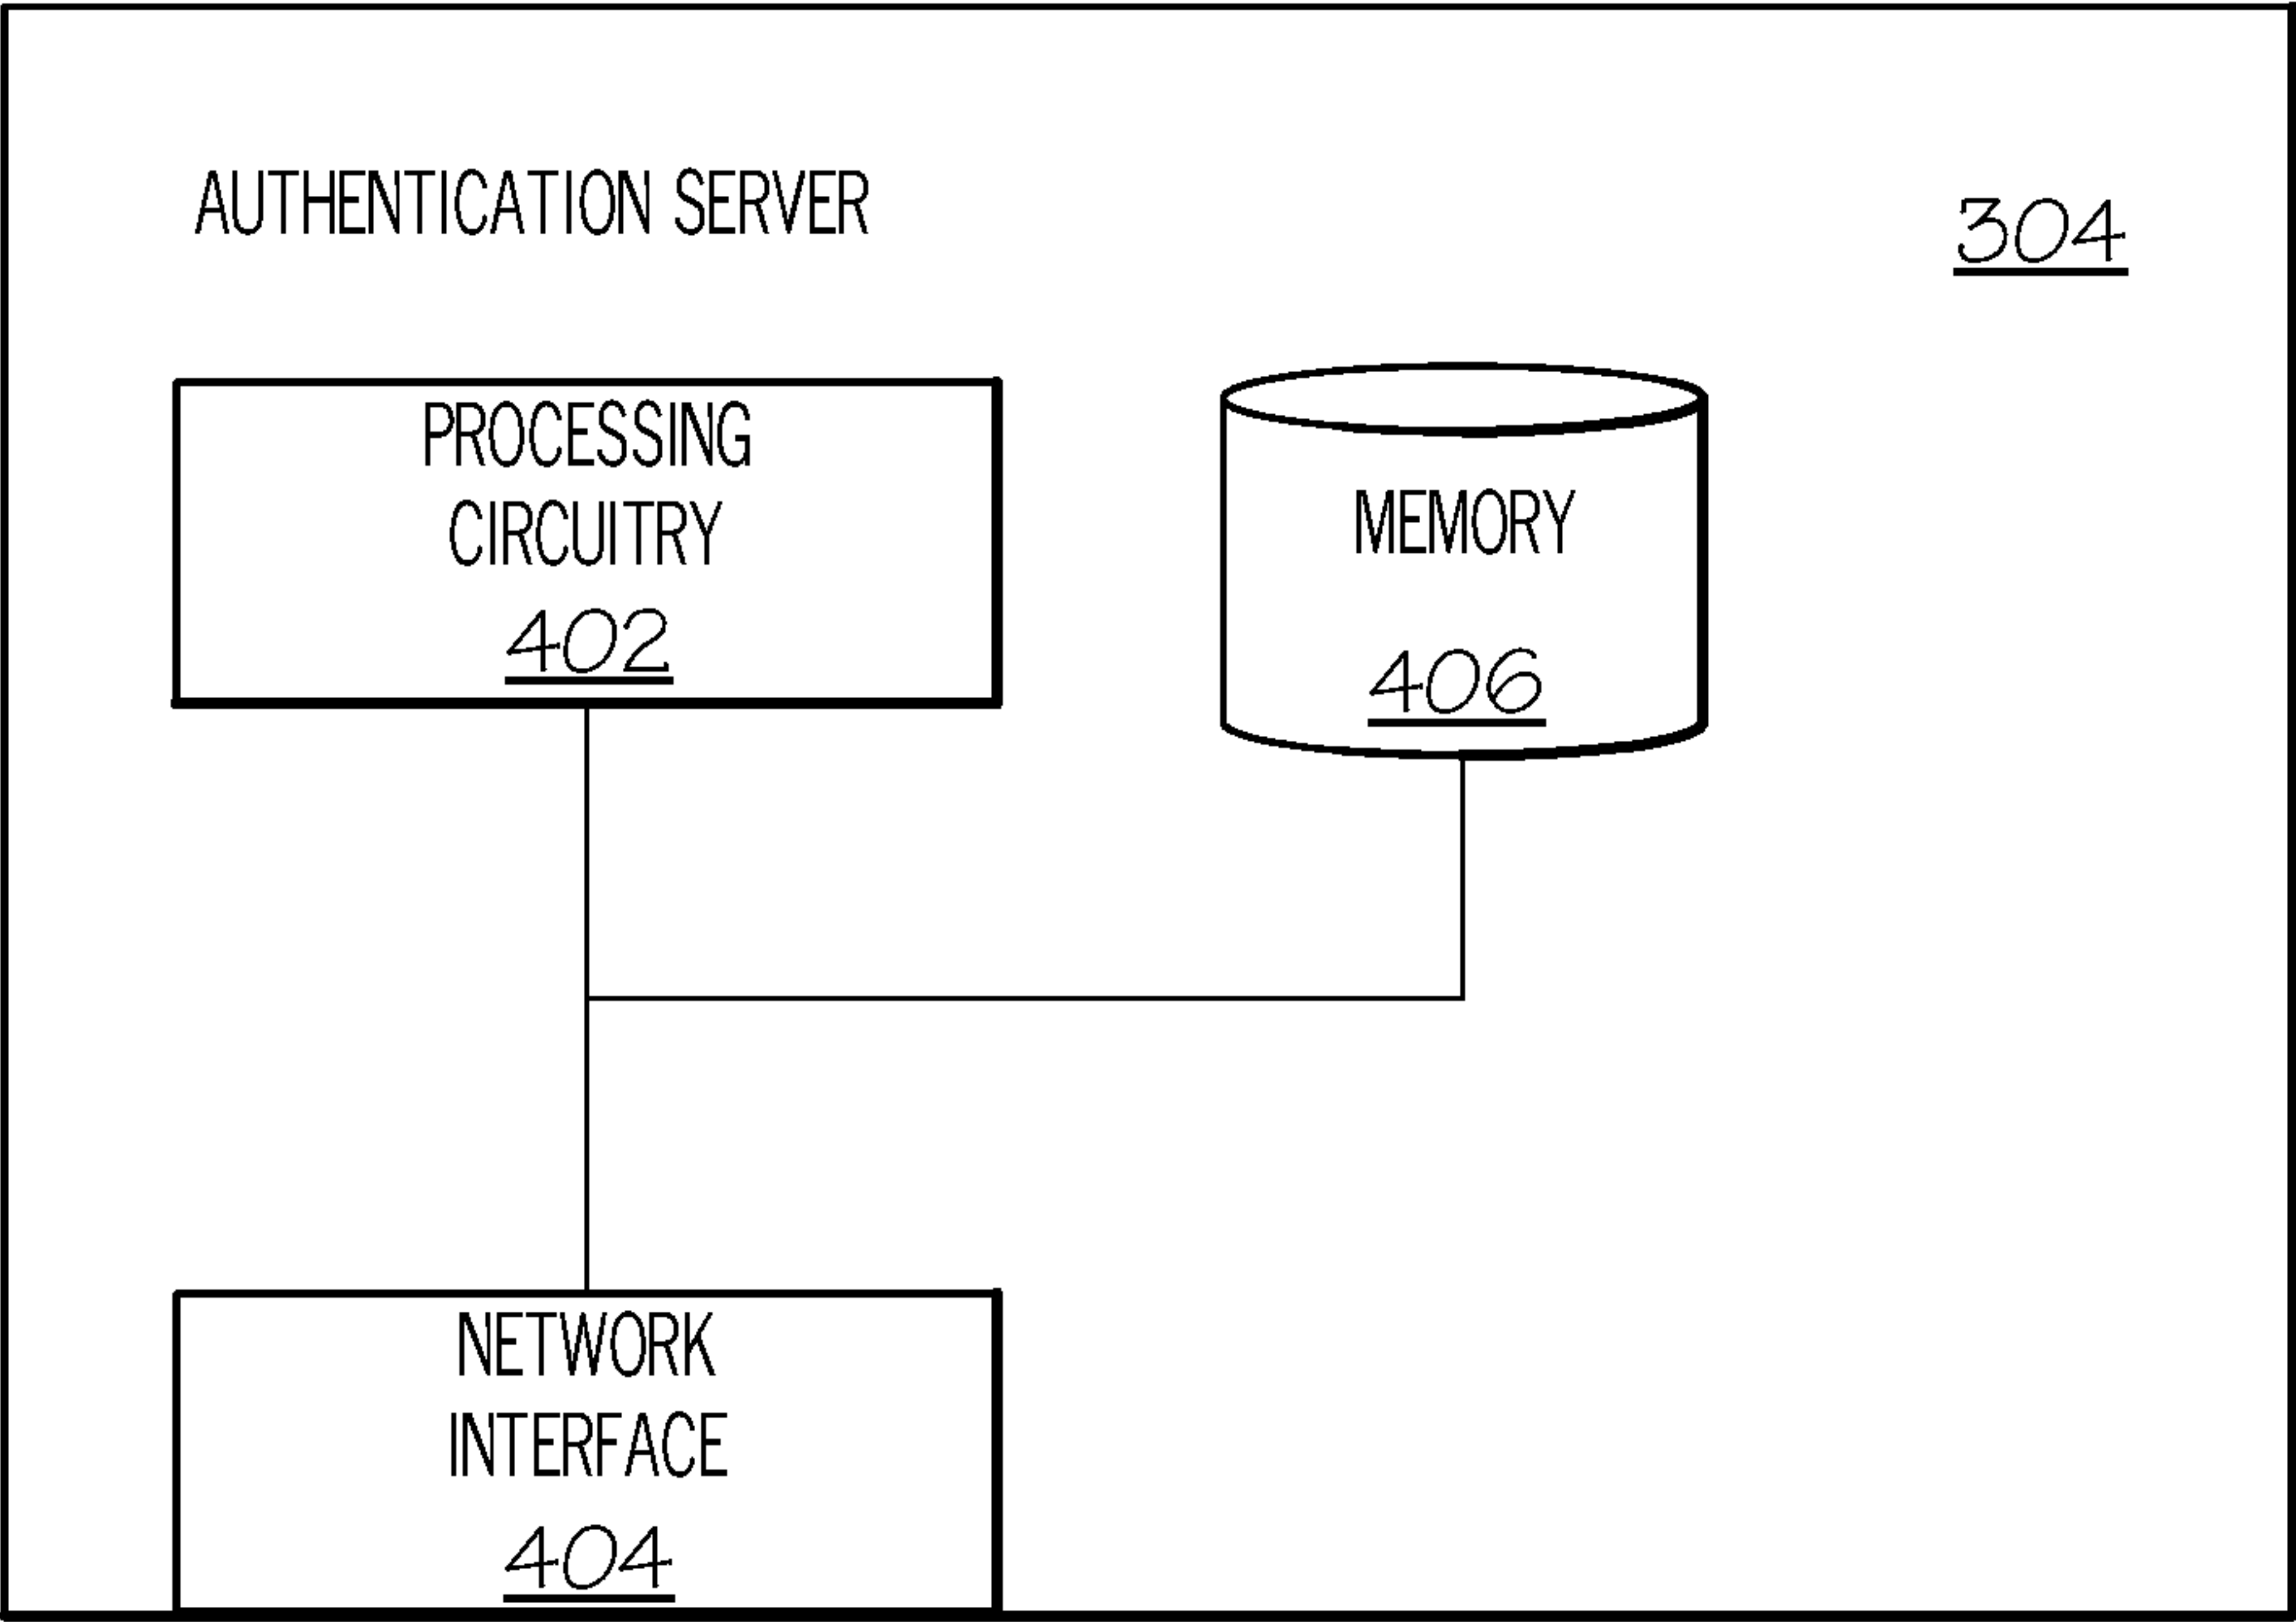 AUTHENTICATION SERVER
304
PROCESSING
CIRCUITRY
402
MEMORY
406
NETWORK
INTERFACE
404